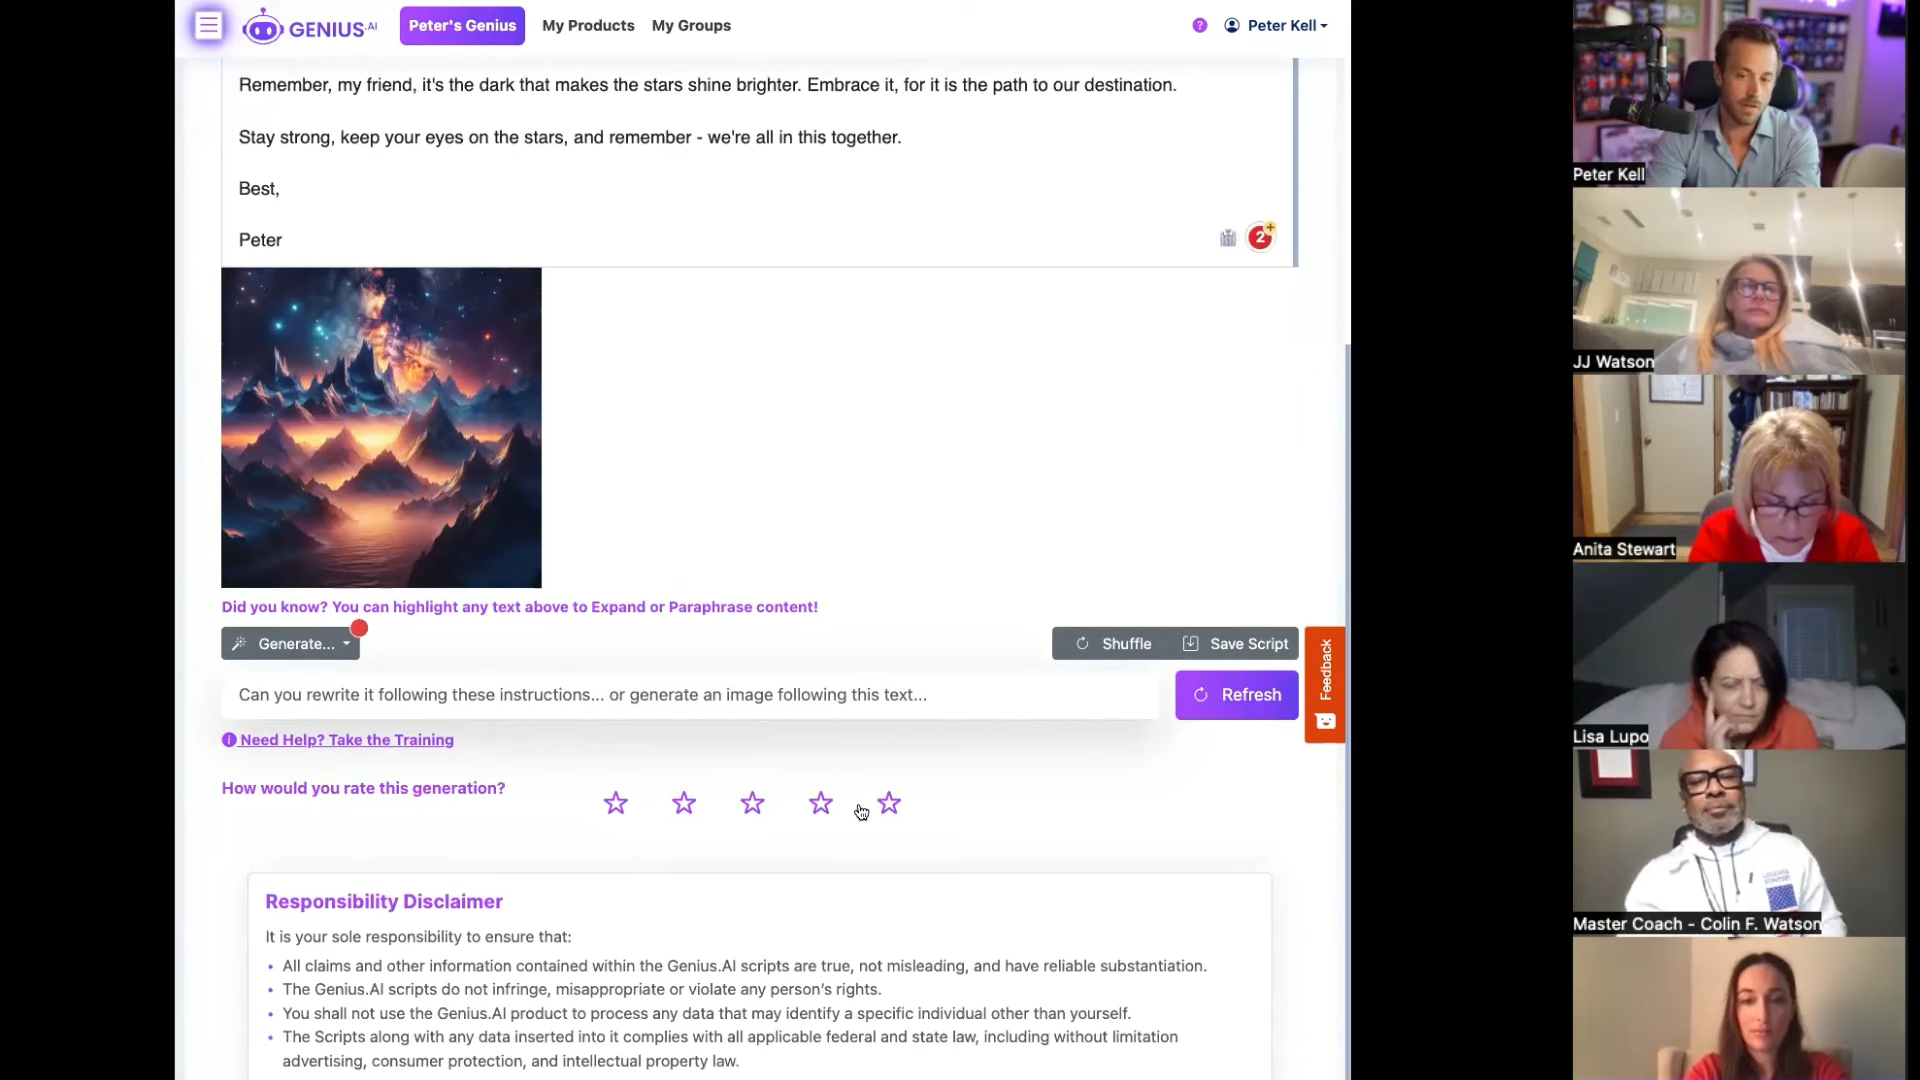 GENIUS.AI
Peter's Genius
My Products
My Groups
?
Peter Kell
Remember, my friend, it's the dark that makes the stars shine brighter. Embrace it, for it is the path to our destination.
Stay strong, keep your eyes on the stars, and remember - we're all in this together.
Best,
Peter
2
Did you know? You can highlight any text above to Expand or Paraphrase content!
Generate...
Shuffle
Save Script
Can you rewrite it following these instructions... or generate an image following this text...
Refresh
Feedback
Need Help? Take the Training
How would you rate this generation?
Responsibility Disclaimer
It is your sole responsibility to ensure that:
• All claims and other information contained within the Genius.AI scripts are true, not misleading, and have reliable substantiation.
• The Genius.AI scripts do not infringe, misappropriate or violate any person's rights.
• You shall not use the Genius.AI product to process any data that may identify a specific individual other than yourself.
• The Scripts along with any data inserted into it complies with all applicable federal and state law, including without limitation
advertising, consumer protection, and intellectual property law.
Peter Kell
JJ Watson
Anita Stewart
Lisa Lupo
Master Coach - Colin F. Watson